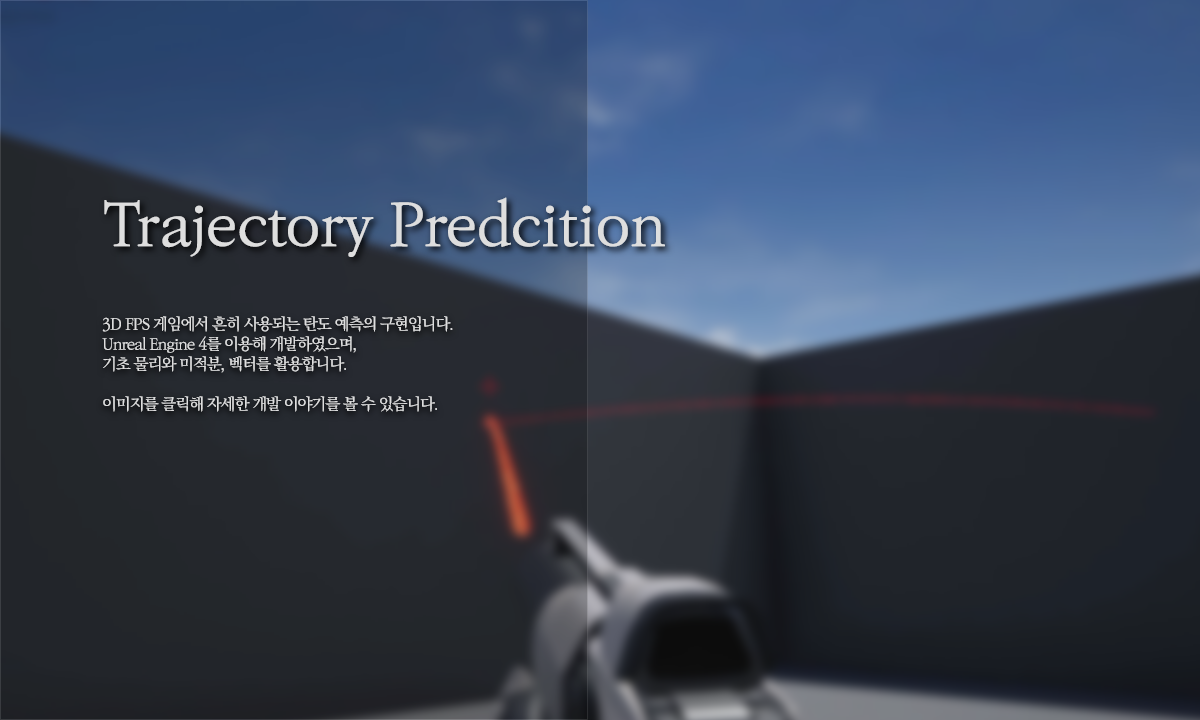 Trajectory Predcition
3D FPS 게임에서 흔히 사용되는 탄도 예측의 구현입니다.
Unreal Engine 4를 이용해 개발하였으며,
기초 물리와 미적분, 벡터를 활용합니다.
이미지를 클릭해 자세한 개발 이야기를 볼 수 있습니다.